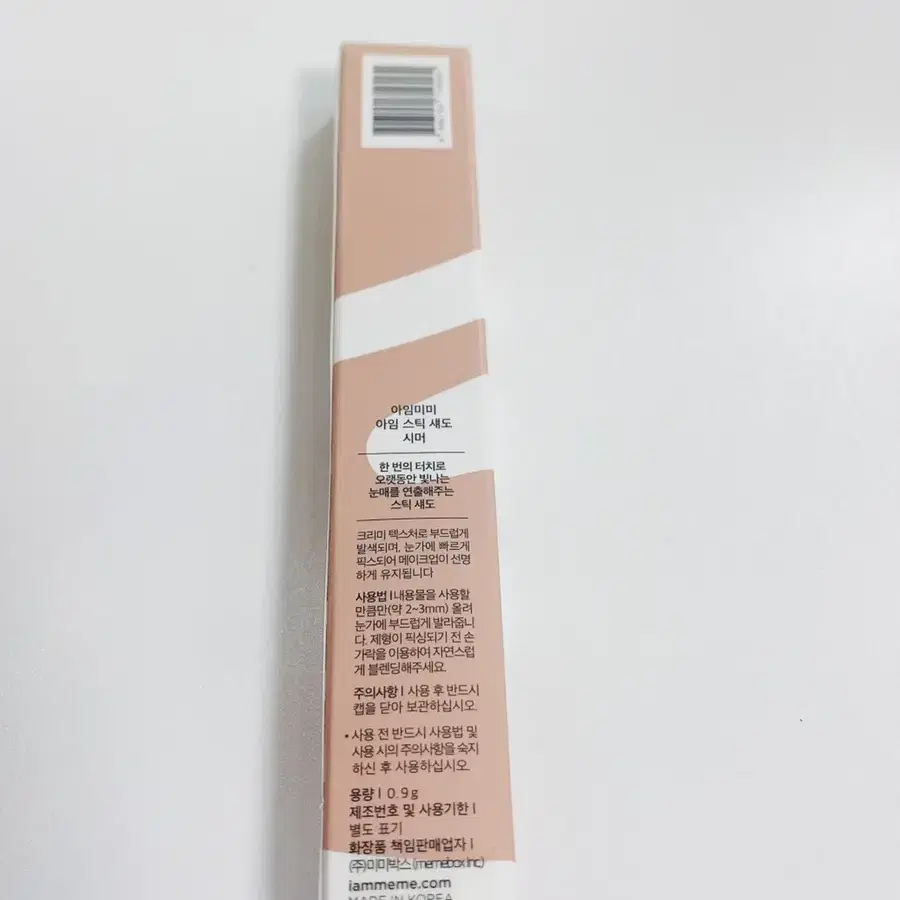 아임미미
아임 스틱 섀도
시머
한 번의 터치로
오랫동안 빛나는
눈매를 연출해주는
스틱 섀도
크리미 텍스처로 부드럽게
발색되며, 눈가에 빠르게
픽스되어 메이크업이 선명
하게 유지됩니다
사용법 | 내용물을 사용할
만큼만(약 2~3mm) 올려
눈가에 부드럽게 발라줍니
다. 제형이 픽싱되기 전 손
가락을 이용하여 자연스럽
게 블렌딩해주세요.
주의사항 | 사용 후 반드시
캡을 닫아 보관하십시오.
• 사용 전 반드시 사용법 및
사용 시의 주의사항을 숙지
하신 후 사용하십시오.
용량 | 0.9g
제조번호 및 사용기한 |
별도 표기
화장품 책임판매업자 |
(주)미미박스 (memebox Inc.)
iammeme.com
MADE IN KOREA